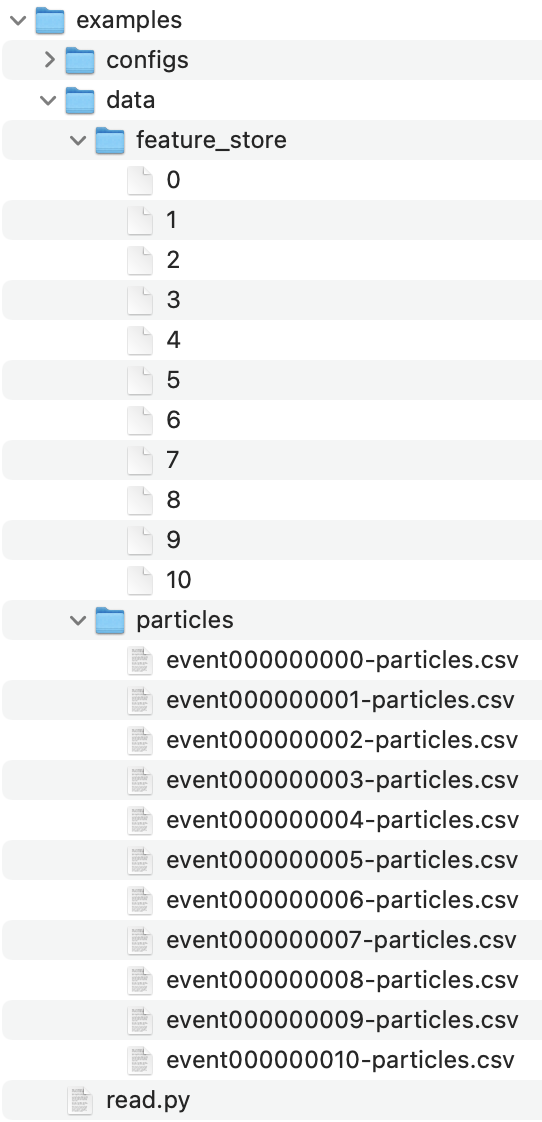 examples
configs
data
feature_store
0
1
2
3
4
5
6
7
8
9
10
particles
event000000000-particles.csv
event000000001-particles.csv
event000000002-particles.csv
event000000003-particles.csv
event000000004-particles.csv
event000000005-particles.csv
event000000006-particles.csv
event000000007-particles.csv
event000000008-particles.csv
event000000009-particles.csv
event000000010-particles.csv
read.py